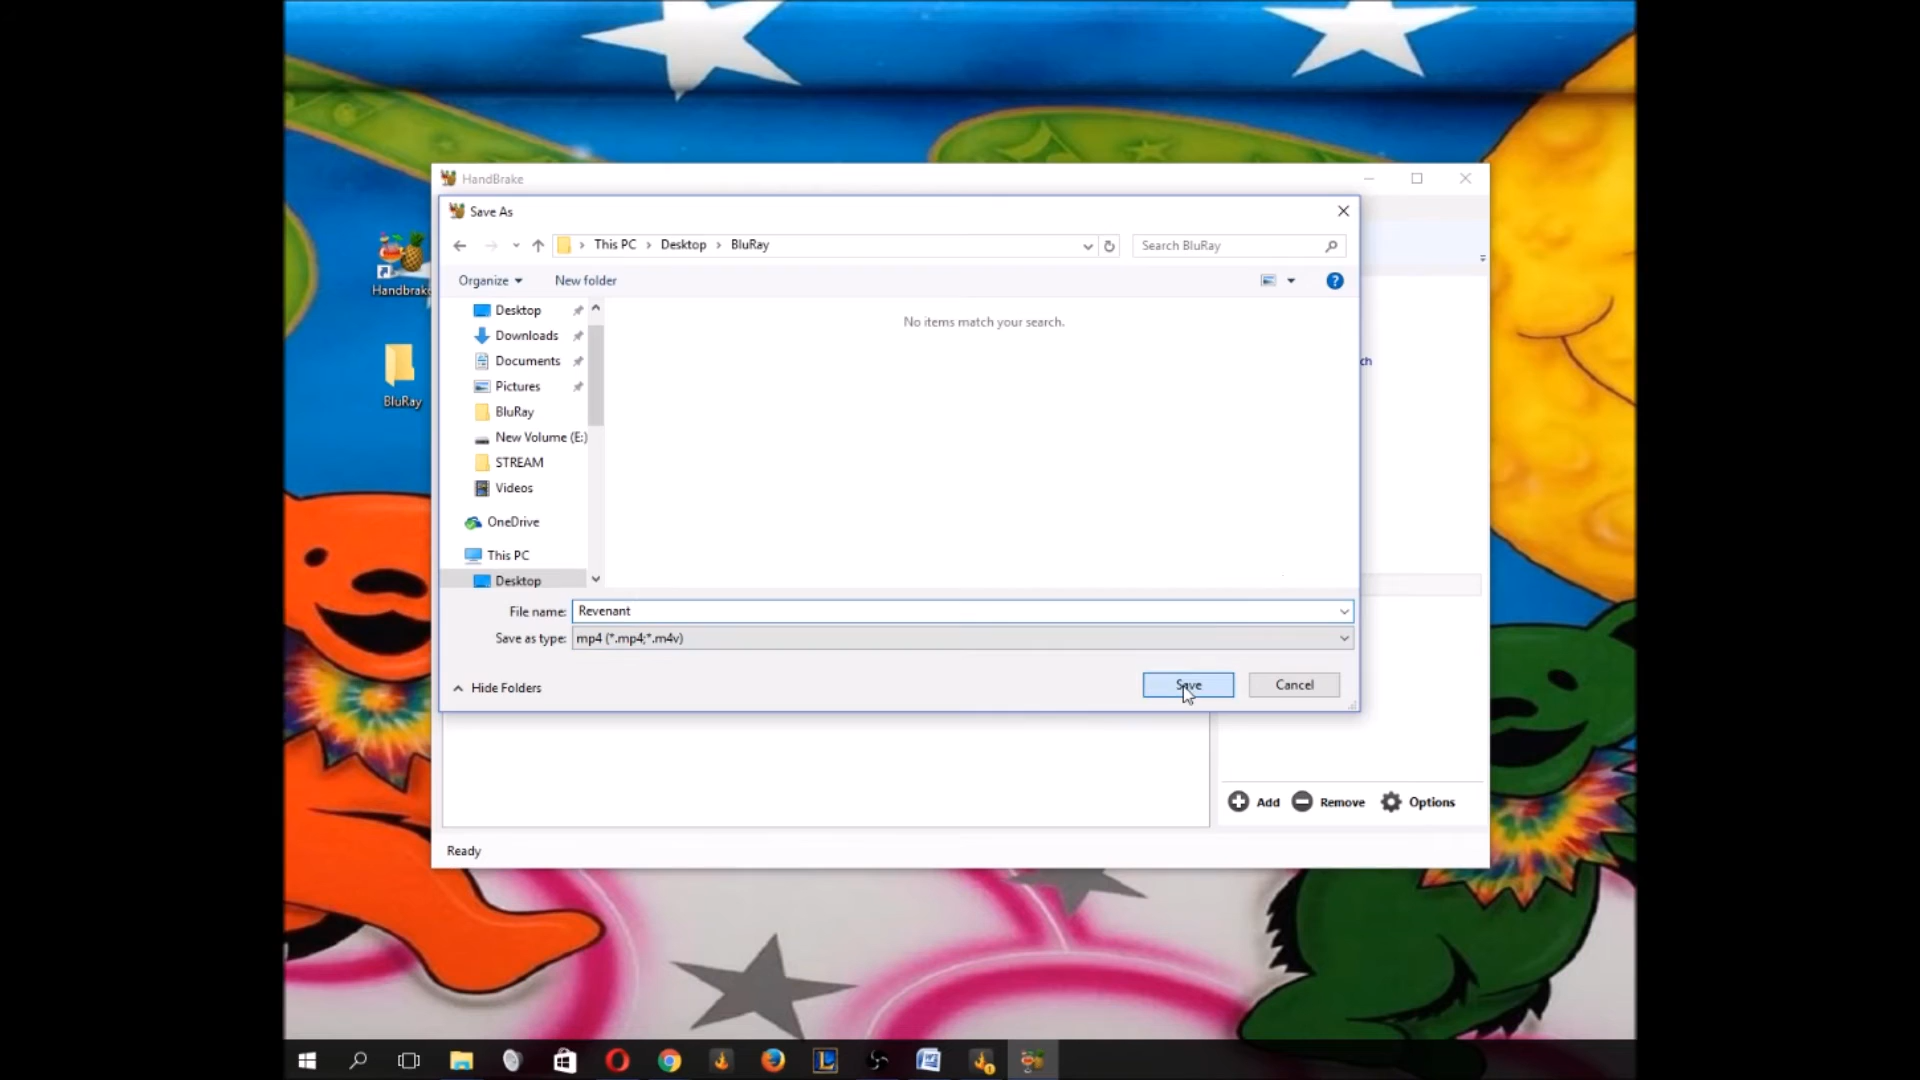 HandBrake
Save As
This PC > Desktop > BluRay
Search BluRay
Organize
New folder
Desktop
Downloads
Documents
Pictures
BluRay
New Volume (E:)
STREAM
Videos
OneDrive
This PC
Desktop
No items match your search.
File name: Revenant
Save as type: mp4 (*.mp4;*.m4v)
Hide Folders
Save
Cancel
Handbrake
BluRay
ch
Add
Remove
Options
Ready